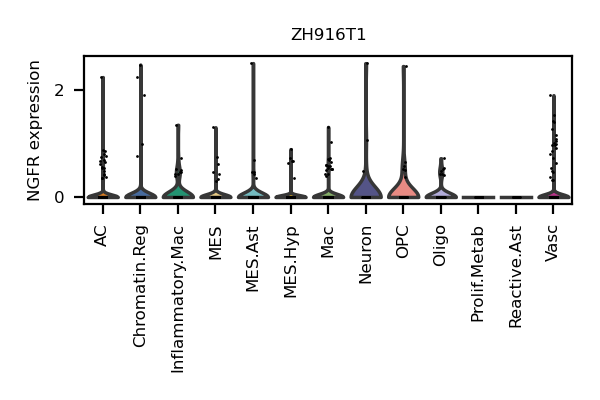 ZH916T1
NGFR expression
2
0
AC
Chromatin.Reg
Inflammatory.Mac
MES
MES.Ast
MES.Hyp
Mac
Neuron
OPC
Oligo
Prolif.Metab
Reactive.Ast
Vasc